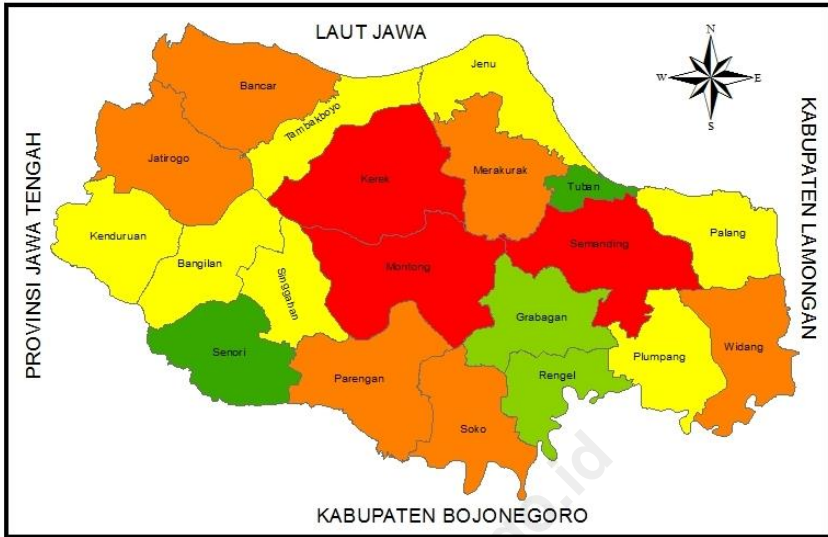 LAUT JAWA
N
W E
S
Jenu
Bancar
Tambakboyo
Jatirogo
Kerek
Merakurak
Tuban
PROVINSI JAWA TENGAH
KABUPATEN LAMONGAN
Kenduruan
Bangilan
Singgahan
Montong
Semanding
Palang
Grabagan
Senori
Parengan
Rengel
Plumpang
Widang
Soko
KABUPATEN BOJONEGORO